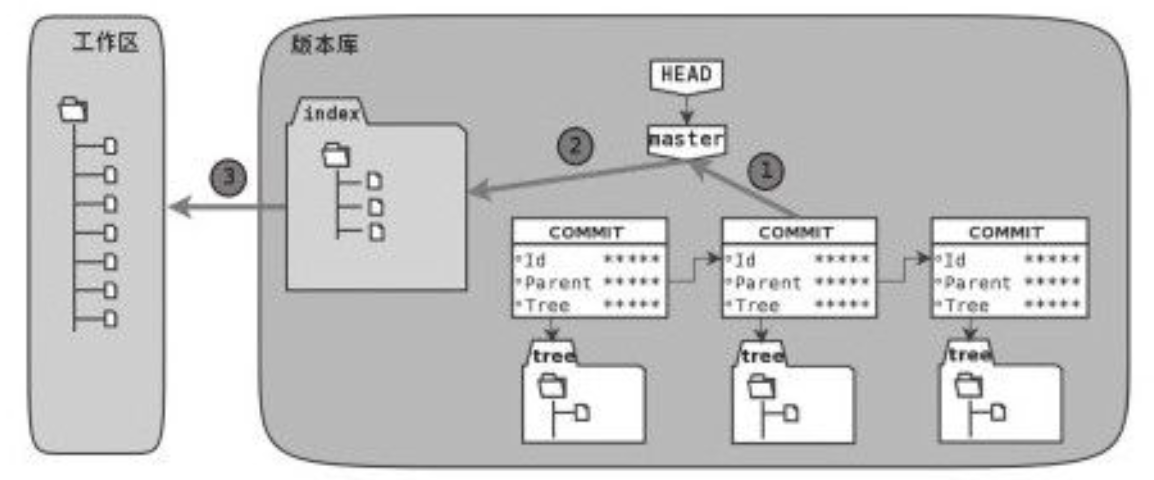 工作区
版本库
HEAD
master
index
1
2
3
COMMIT
Id *****
Parent *****
Tree *****
tree
COMMIT
Id *****
Parent *****
Tree *****
tree
COMMIT
Id *****
Parent *****
Tree *****
tree